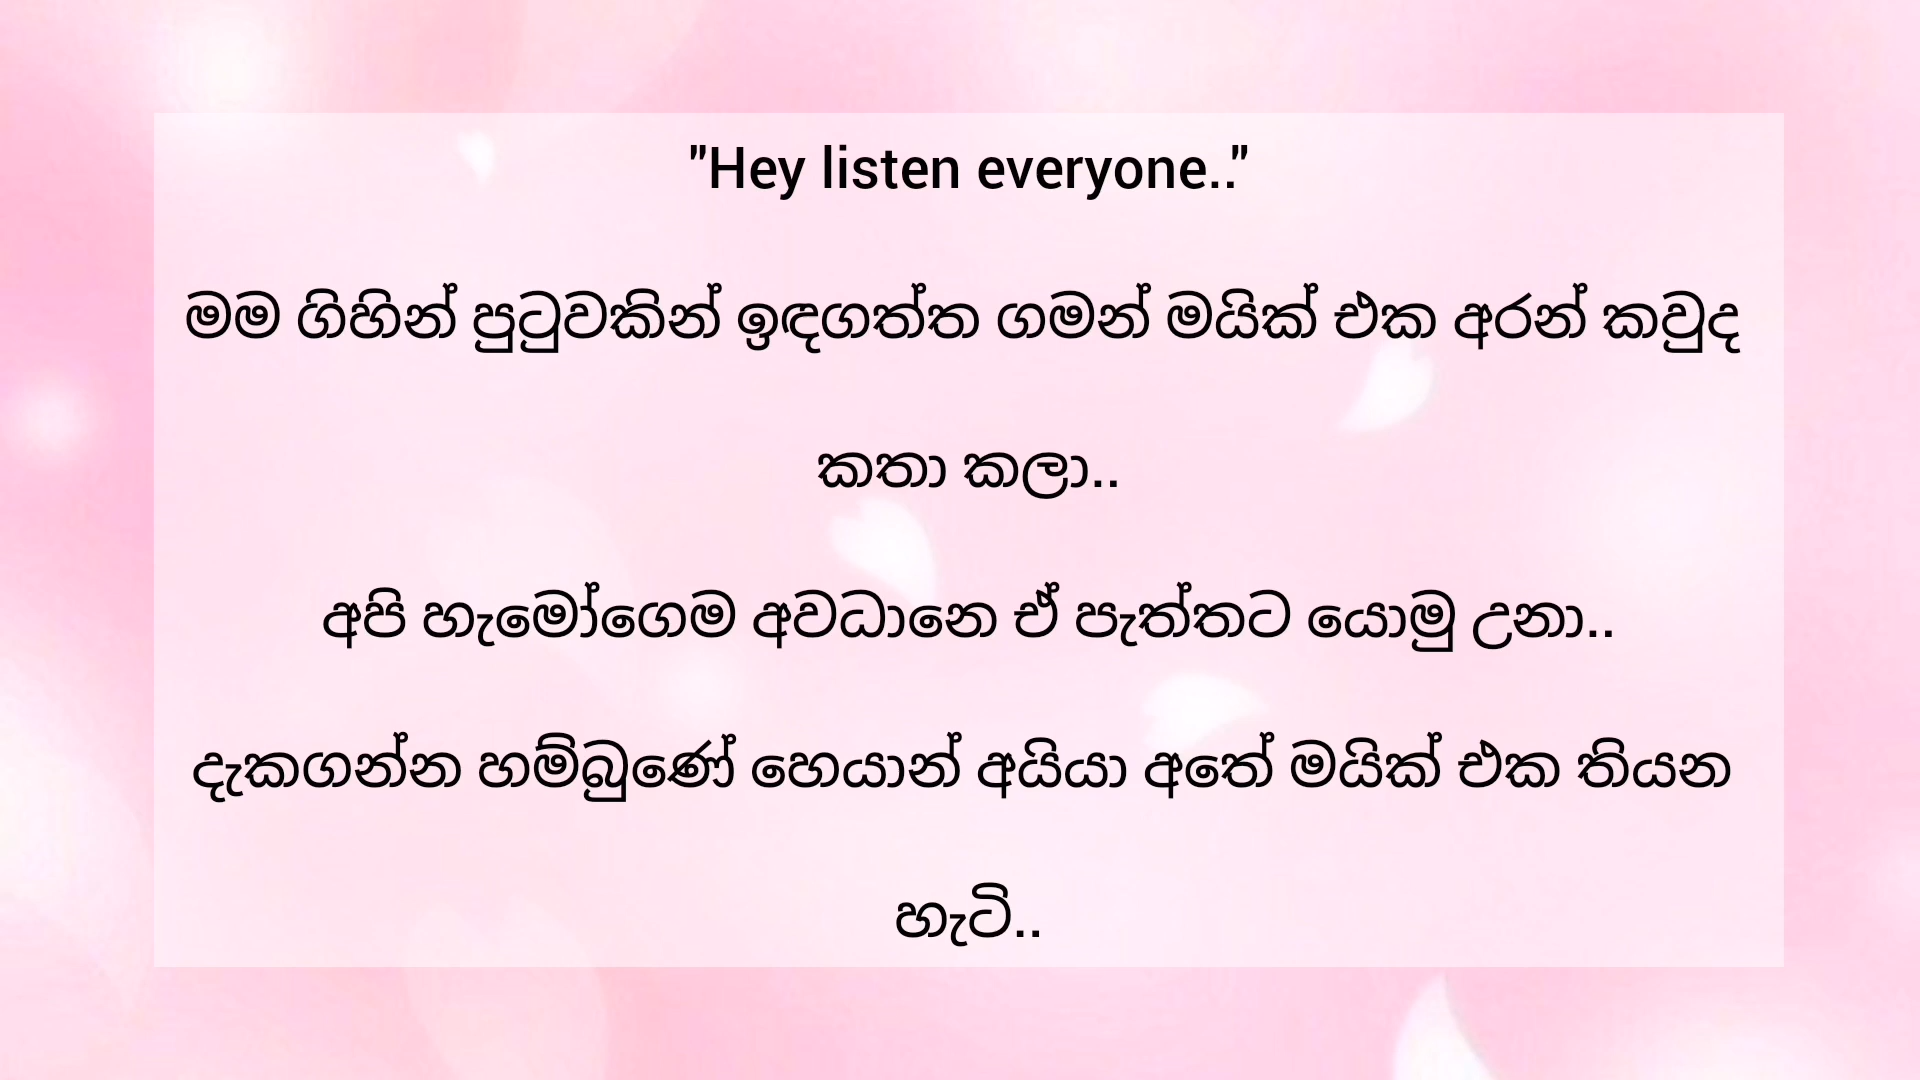 "Hey listen everyone.."
මම ගිහින් පුටුවකින් ඉඳගත්ත ගමන් මයික් එක අරන් කවුද
කතා කලා..
අපි හැමෝගෙම අවධානෙ ඒ පැත්තට යොමු උනා..
දැකගන්න හම්බුණේ හෙයාන් අයියා අතේ මයික් එක තියන
හැටි..